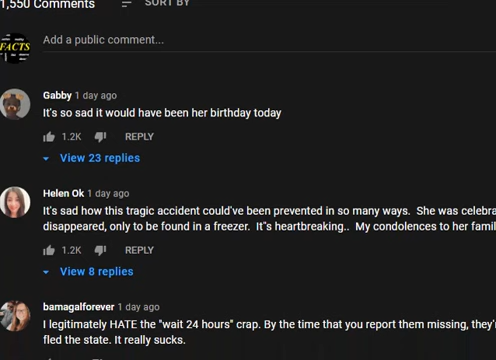 1,550 Comments SORT BY
FACTS
Add a public comment...
Gabby 1 day ago
It's so sad it would have been her birthday today
1.2K REPLY
View 23 replies
Helen Ok 1 day ago
It's sad how this tragic accident could've been prevented in so many ways. She was celebra
disappeared, only to be found in a freezer. It"s heartbreaking.. My condolences to her famil
1.2K REPLY
View 8 replies
bamagalforever 1 day ago
I legitimately HATE the "wait 24 hours" crap. By the time that you report them missing, they'r
fled the state. It really sucks.